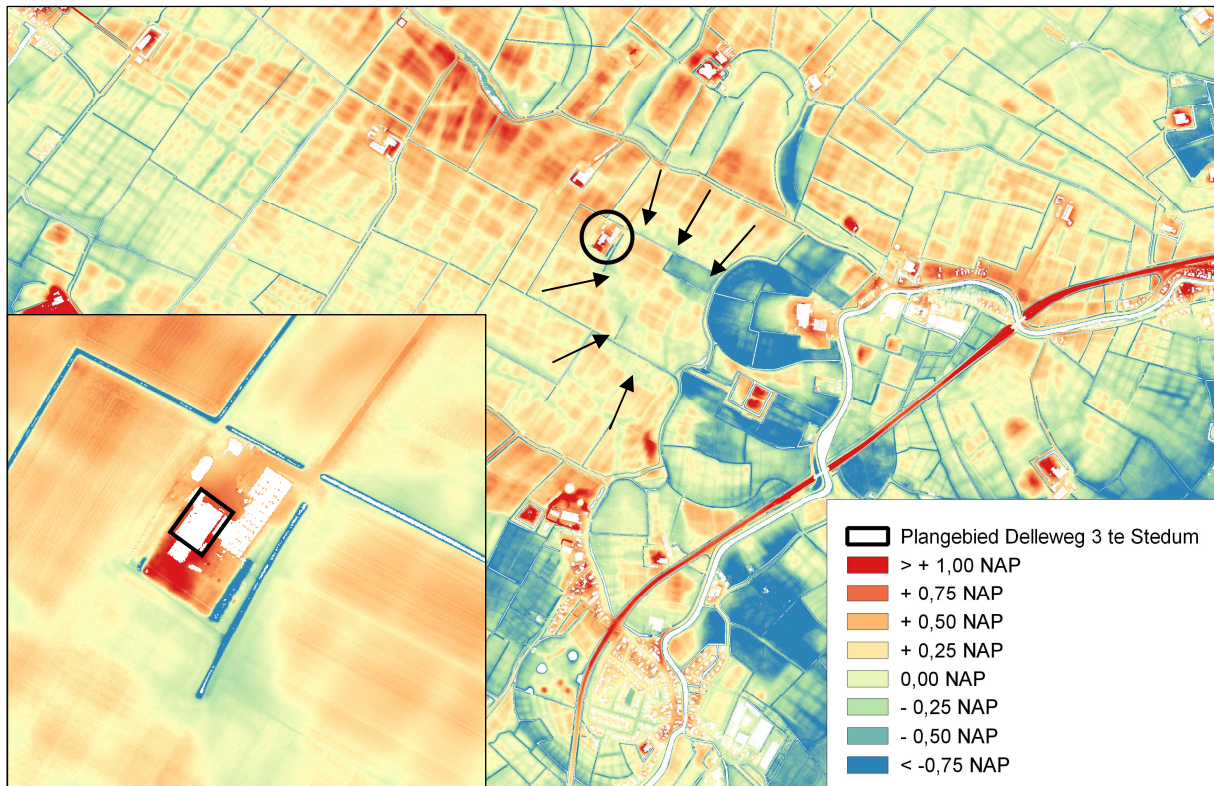 Plangebied Delleweg 3 te Stedum
> + 1,00 NAP
+ 0,75 NAP
+ 0,50 NAP
+ 0,25 NAP
0,00 NAP
- 0,25 NAP
- 0,50 NAP
< -0,75 NAP